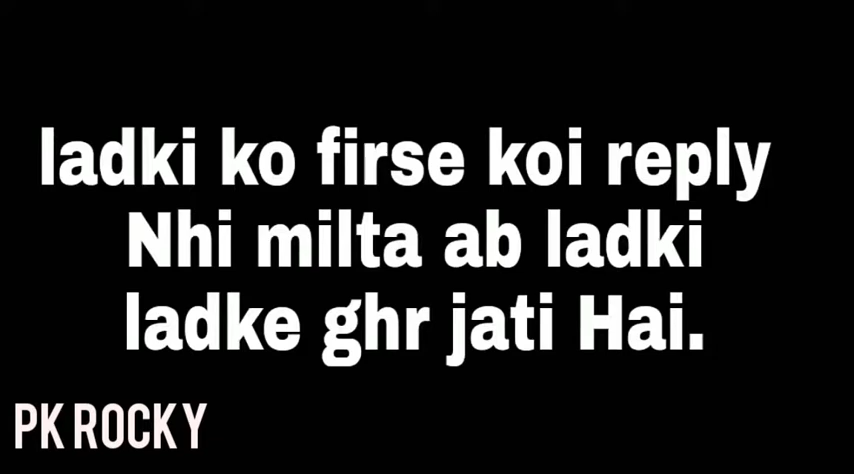 ladki ko firse koi reply
Nhi milta ab ladki
ladke ghr jati Hai.
PK ROCKY